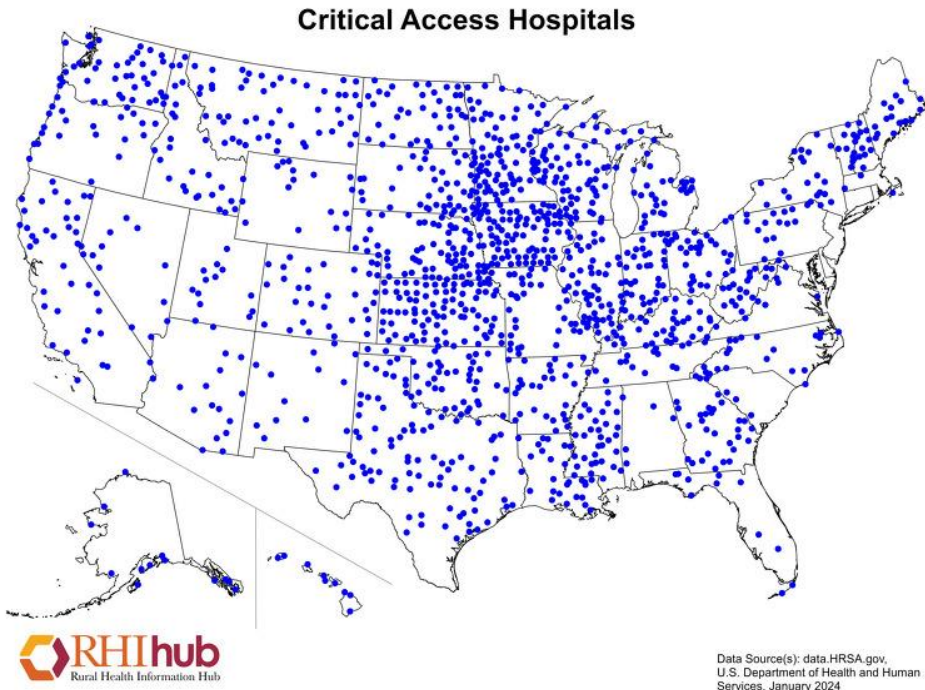 Critical Access Hospitals
RHIhub
Rural Health Information Hub
Data Source(s): data.HRSA.gov,
U.S. Department of Health and Human
Services, January 2024